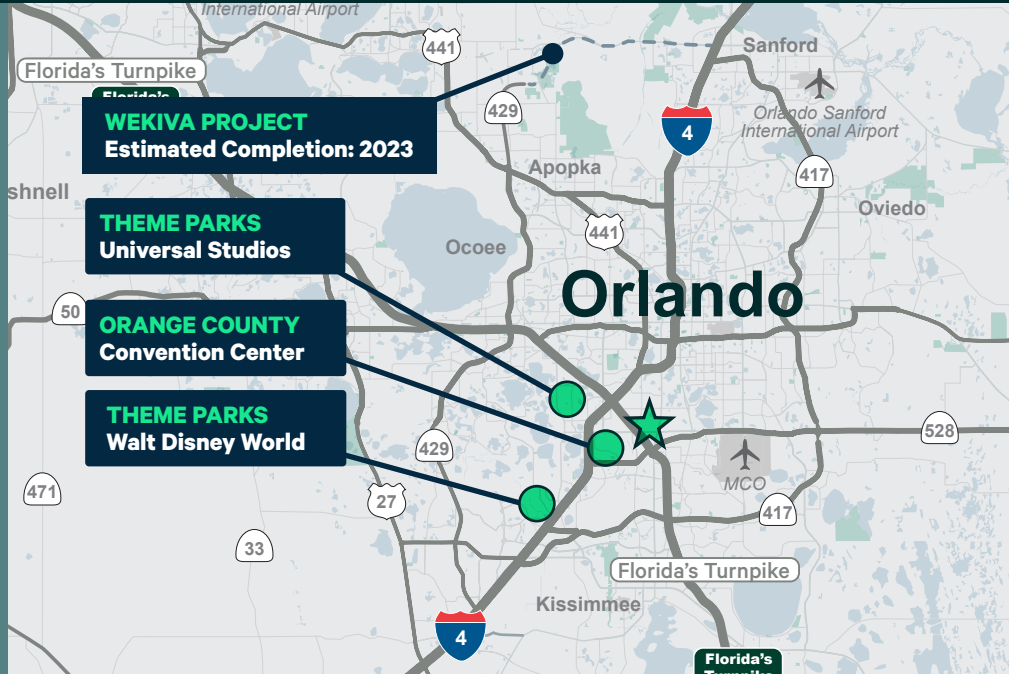 International Airport
441
Sanford
Florida's Turnpike
Florida's
WEKIVA PROJECT
Estimated Completion: 2023
429
4
Orlando Sanford
International Airport
Apopka
417
shnell
Oviedo
THEME PARKS
Universal Studios
441
Ocoee
Orlando
50
ORANGE COUNTY
Convention Center
THEME PARKS
Walt Disney World
429
528
MCO
471
27
417
33
Florida's Turnpike
Kissimmee
4
Florida's
Turnpike